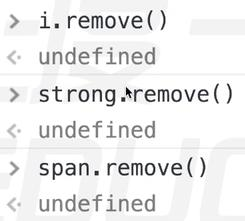 > i.remove()
<· undefined
> strong.remove()
<· undefined
> span.remove()
<· undefined